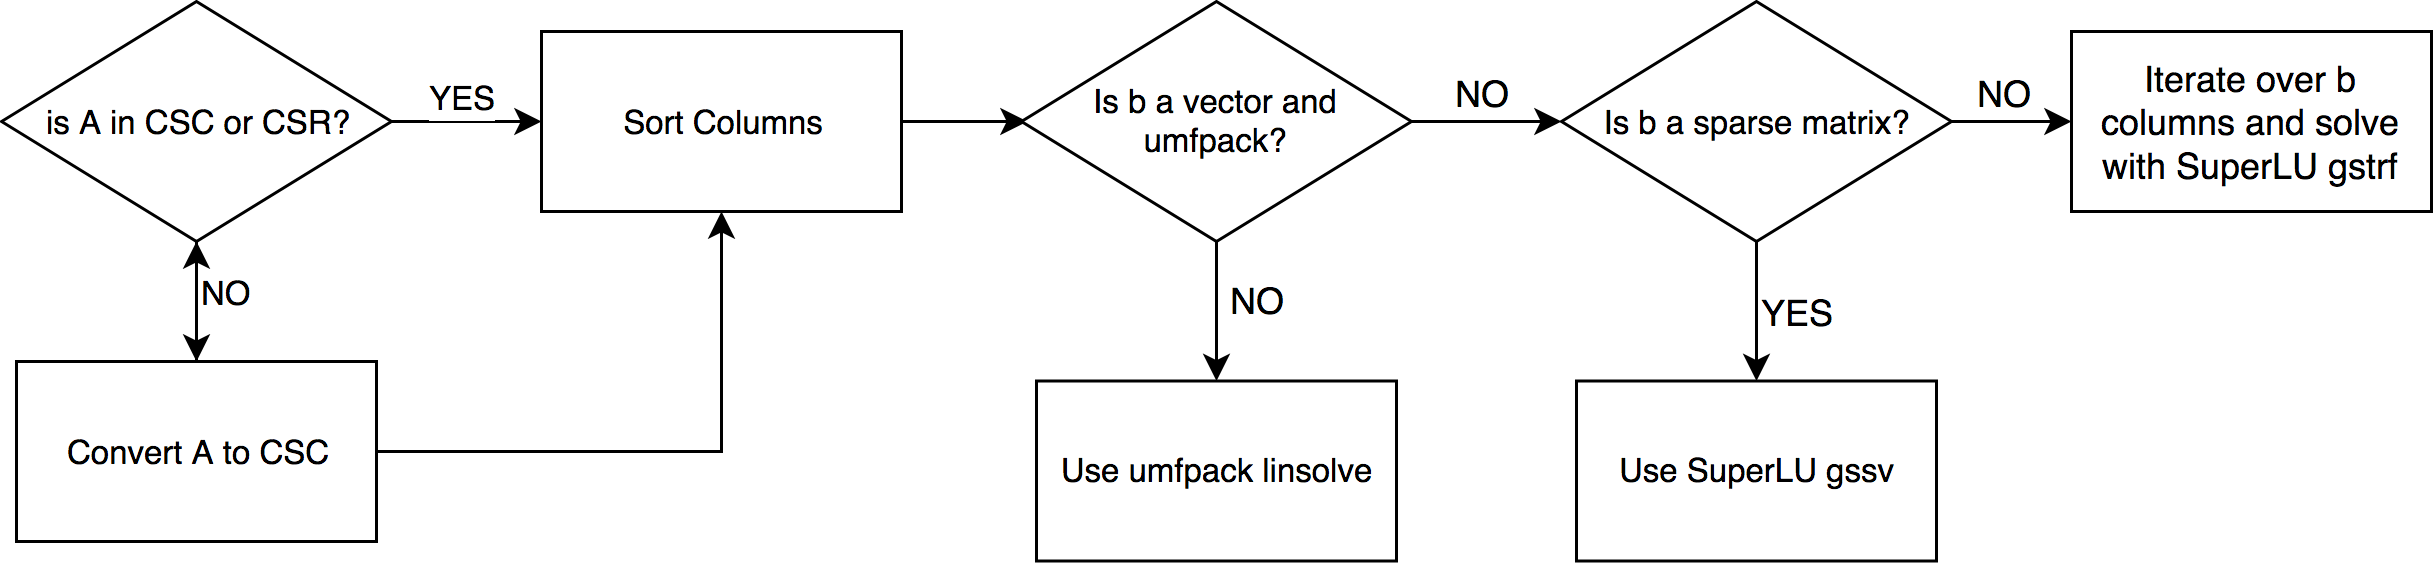 is A in CSC or CSR?
YES
Sort Columns
Is b a vector and
umfpack?
NO
Is b a sparse matrix?
NO
Iterate over b
columns and solve
with SuperLU gstrf
NO
NO
YES
Convert A to CSC
Use umfpack linsolve
Use SuperLU gssv